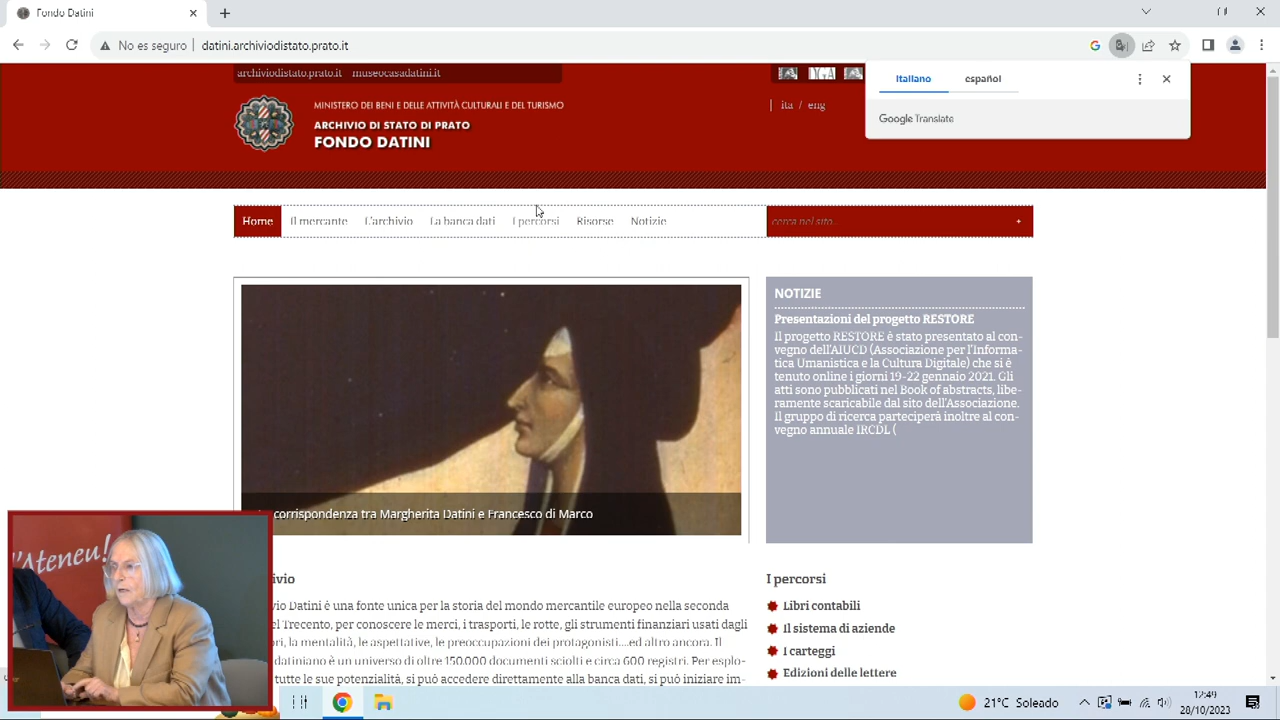 Fondo Datini
No es seguro datini.archiviodistato.prato.it
archiviodistato.prato.it museocasadatini.it
Italiano español
Google Translate
MINISTERO DEI BENI E DELLE ATTIVITÀ CULTURALI E DEL TURISMO
ARCHIVIO DI STATO DI PRATO
FONDO DATINI
ita / eng
Home Il mercante L'archivio La banca dati I percorsi Risorse Notizie cerca nel sito...
NOTIZIE
Presentazioni del progetto RESTORE
Il progetto RESTORE è stato presentato al con-
vegno dell'AIUCD (Associazione per l'Informa-
tica Umanistica e la Cultura Digitale) che si è
tenuto online i giorni 19-22 gennaio 2021. Gli
atti sono pubblicati nel Book of abstracts, libe-
ramente scaricabile dal sito dell'Associazione.
Il gruppo di ricerca parteciperà inoltre al con-
vegno annuale IRCDL (
corrispondenza tra Margherita Datini e Francesco di Marco
l'Ateneu!
ivio
io Datini è una fonte unica per la storia del mondo mercantile europeo nella seconda
el Trecento, per conoscere le merci, i trasporti, le rotte, gli strumenti finanziari usati dagli
ori, la mentalità, le aspettative, le preoccupazioni dei protagonisti....ed altro ancora. Il
datiniano è un universo di oltre 150.000 documenti sciolti e circa 600 registri. Per esplo-
tutte le sue potenzialità, si può accedere direttamente alla banca dati, si può iniziare im-
I percorsi
Libri contabili
Il sistema di aziende
I carteggi
Edizioni delle lettere
21°C Soleado
12:49
28/10/2023